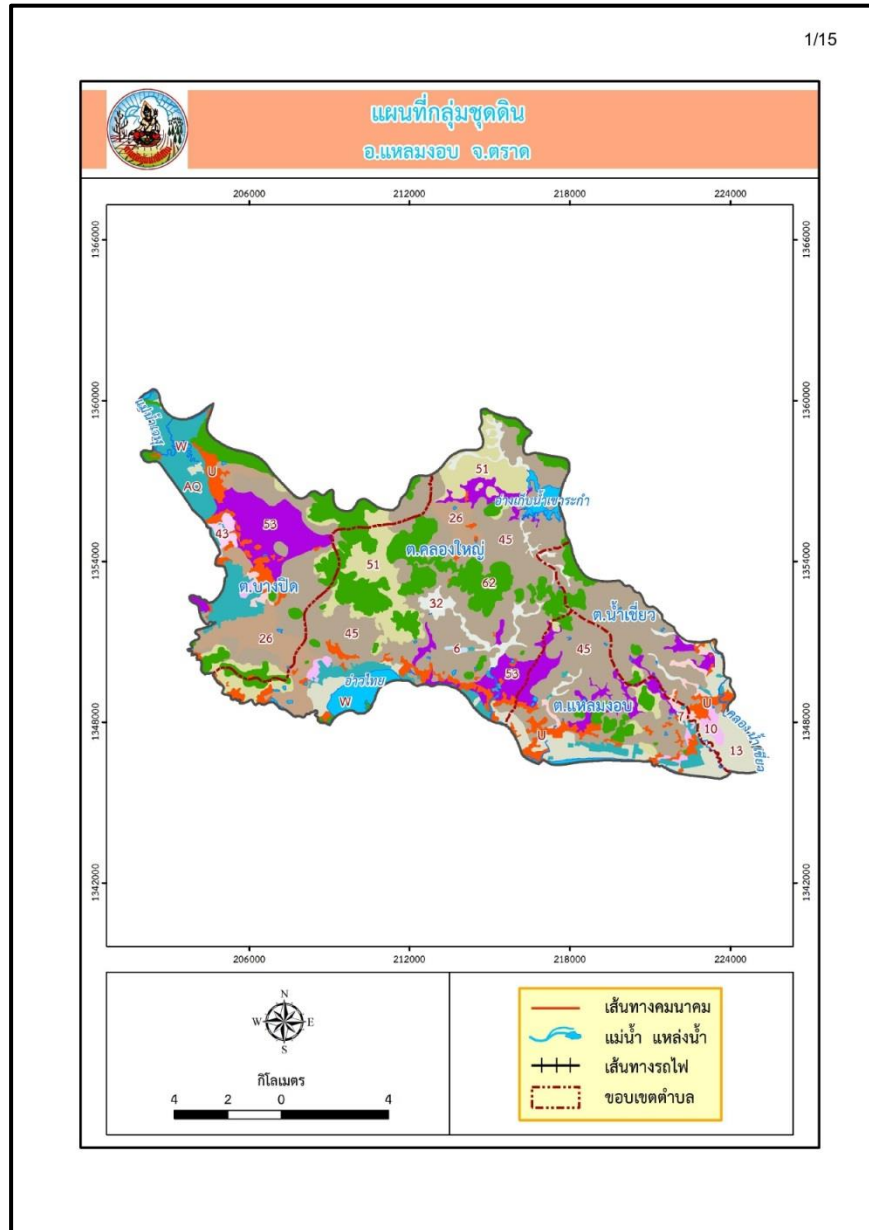 1/15
แผนที่กลุ่มชุดดิน
อ.แหลมงอบ จ.ตราด
206000 212000 218000 224000
1366000 1366000
1360000 1360000
แม่น้ำเวฬุ
W
U
AQ
51
อ่างเก็บน้ำเขาระกำ
53
43
26
45
ต.คลองใหญ่
1354000 1354000
51
62
ต.บางปิด
32
ต.น้ำเชี่ยว
26
45
6
45
อ่าวไทย
53
W
ต.แหลมงอบ
7
U
10
คลองน้ำเชี่ยว
U
13
1348000 1348000
1342000 1342000
206000 212000 218000 224000
N
W E
S
กิโลเมตร
4 2 0 4
เส้นทางคมนาคม
แม่น้ำ แหล่งน้ำ
เส้นทางรถไฟ
ขอบเขตตำบล